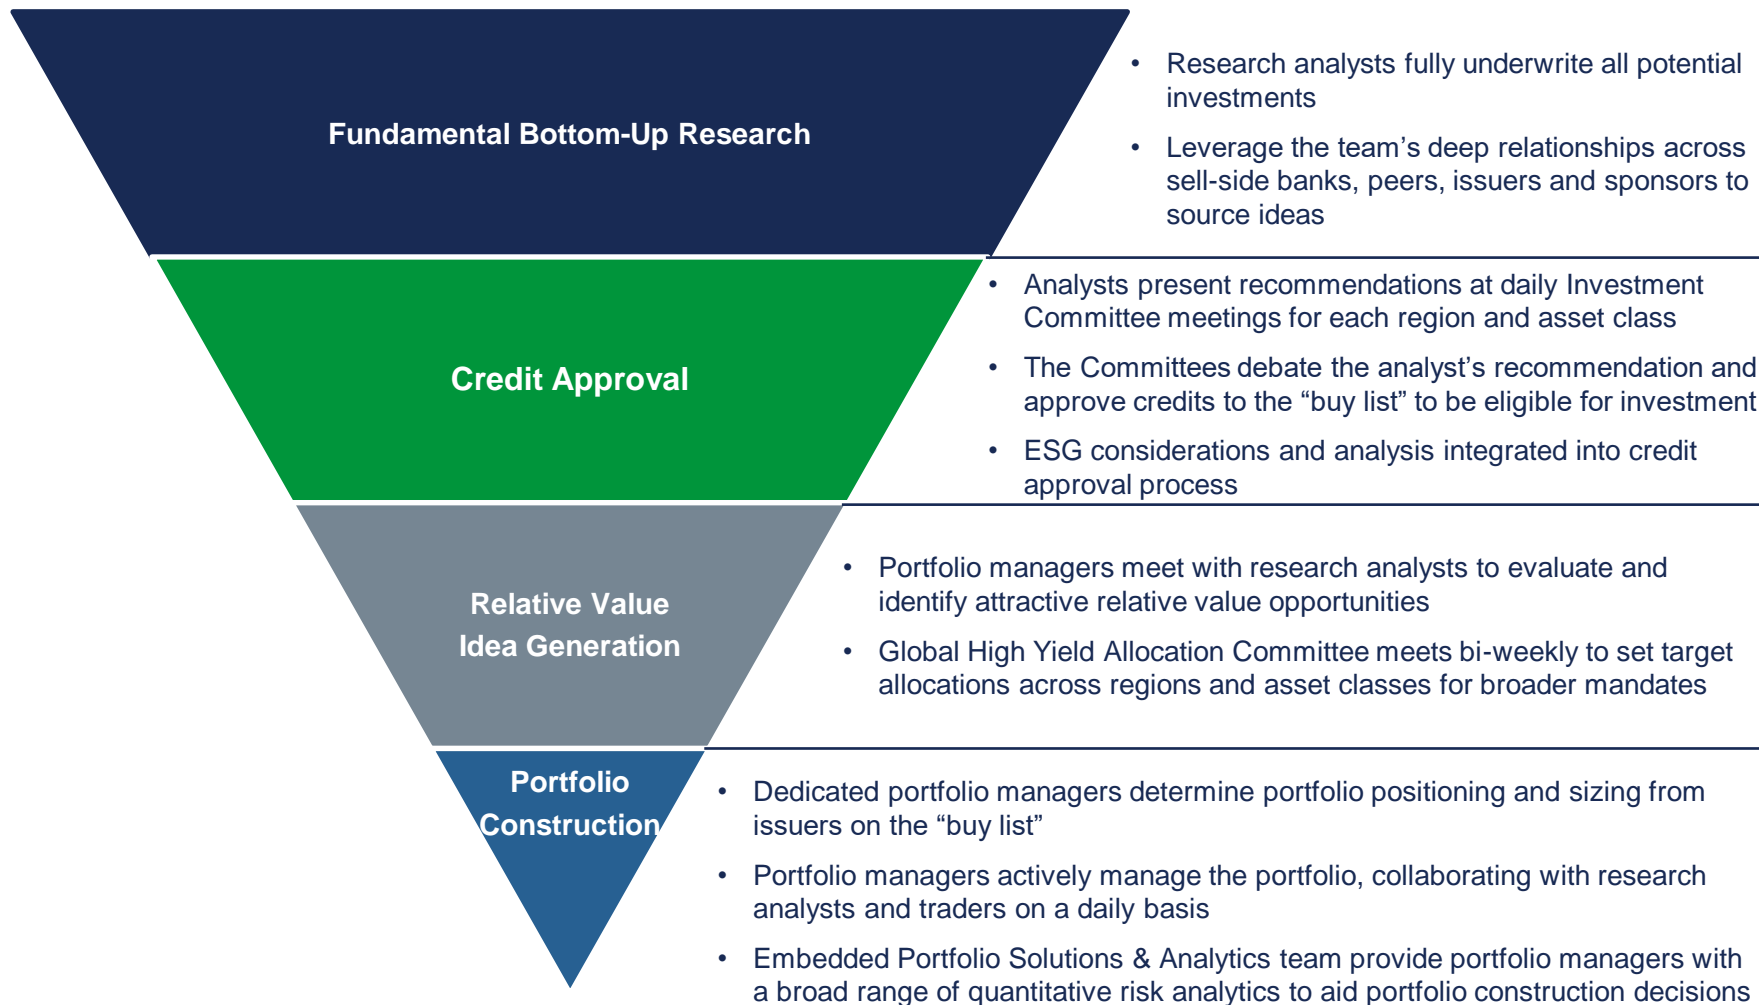 Fundamental Bottom-Up Research
• Research analysts fully underwrite all potential
investments
• Leverage the team’s deep relationships across
sell-side banks, peers, issuers and sponsors to
source ideas
Credit Approval
• Analysts present recommendations at daily Investment
Committee meetings for each region and asset class
• The Committees debate the analyst’s recommendation and
approve credits to the “buy list” to be eligible for investment
• ESG considerations and analysis integrated into credit
approval process
Relative Value
Idea Generation
• Portfolio managers meet with research analysts to evaluate and
identify attractive relative value opportunities
• Global High Yield Allocation Committee meets bi-weekly to set target
allocations across regions and asset classes for broader mandates
Portfolio
Construction
• Dedicated portfolio managers determine portfolio positioning and sizing from
issuers on the “buy list”
• Portfolio managers actively manage the portfolio, collaborating with research
analysts and traders on a daily basis
• Embedded Portfolio Solutions & Analytics team provide portfolio managers with
a broad range of quantitative risk analytics to aid portfolio construction decisions